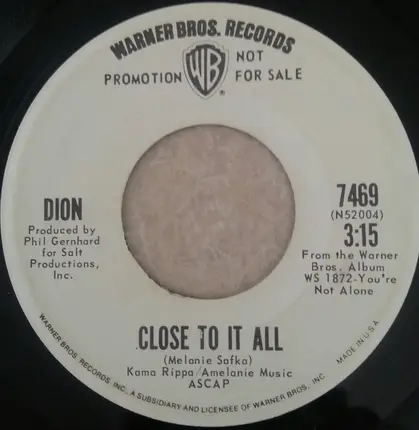 WARNER BROS. RECORDS
PROMOTION
WB
®
NOT
FOR SALE
DION
Produced by
Phil Gernhard
for Salt
Productions,
Inc.
7469
(N52004)
3:15
From the Warner
Bros. Album
WS 1872-You're
Not Alone
CLOSE TO IT ALL
(Melanie Safka)
Kama Rippa/Amelanie Music
ASCAP
WARNER BROS. RECORDS INC., A SUBSIDIARY AND LICENSEE OF WARNER BROS., INC.
MADE IN U.S.A.